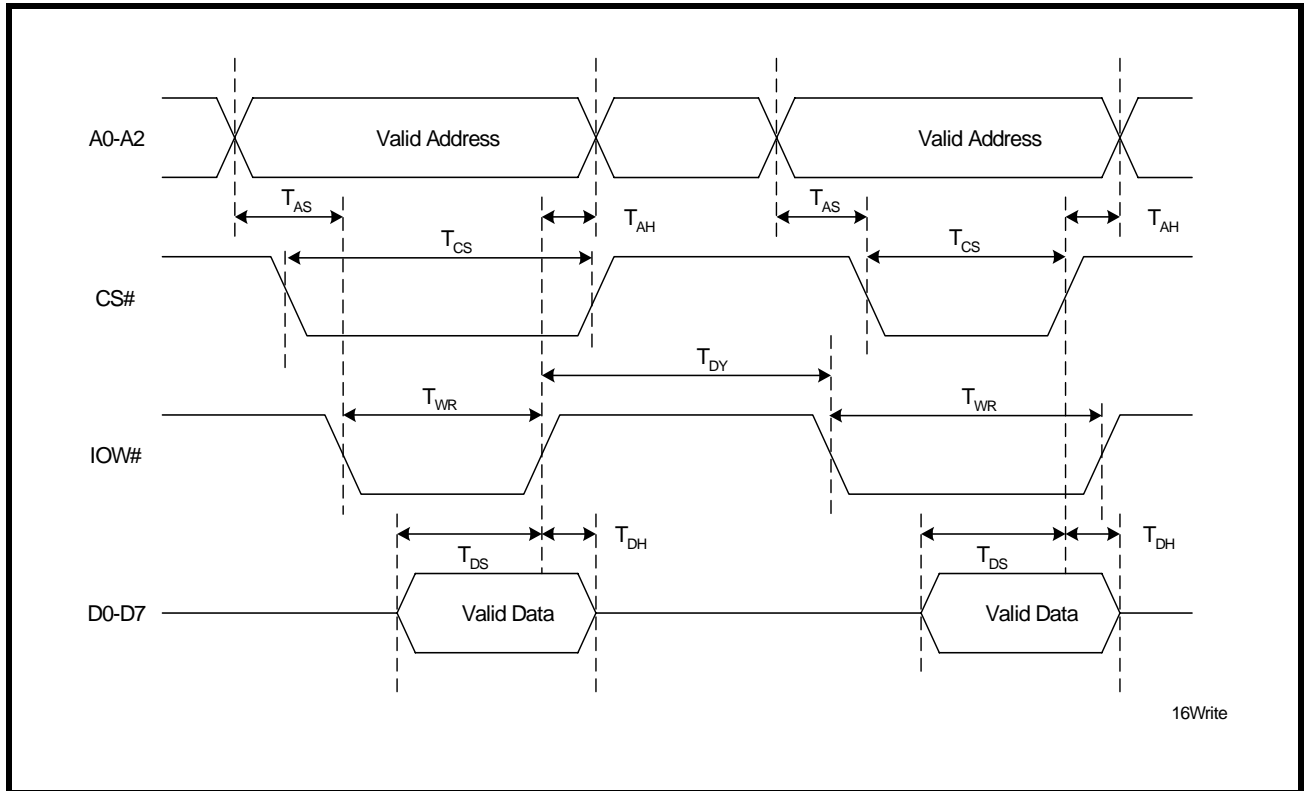 A0-A2
Valid Address
Valid Address
TAS
TAH
TAS
TAH
TCS
TCS
CS#
TDY
TWR
TWR
IOW#
TDS
TDH
TDS
TDH
D0-D7
Valid Data
Valid Data
16Write